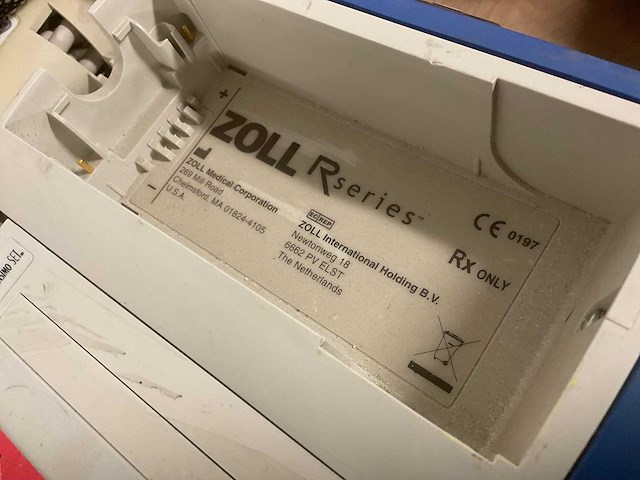 +
ZOLL Rseries™
ZOLL Medical Corporation
269 Mill Road
Chelmsford, MA 01824-4105
U.S.A.
−
EC REP
ZOLL International Holding B.V.
Newtonweg 18
6662 PV ELST
The Netherlands
CE 0197
Rx ONLY